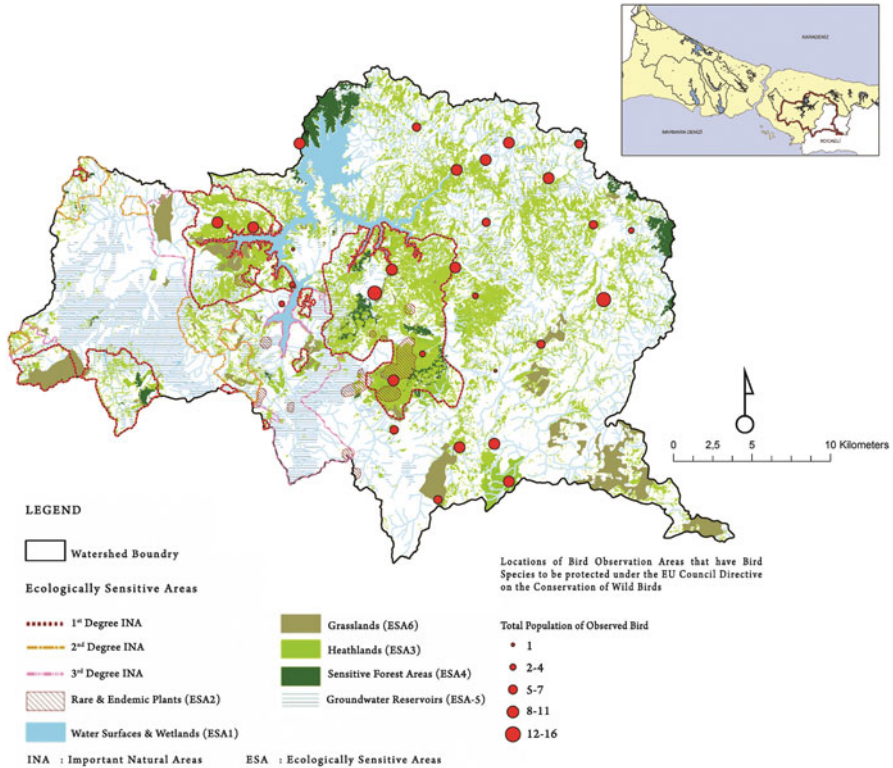 KARADENİZ
MARMARA DENİZİ
KOCAELİ
0 2,5 5 10 Kilometers
LEGEND
Watershed Boundry
Ecologically Sensitive Areas
1st Degree INA
2nd Degree INA
3rd Degree INA
Rare & Endemic Plants (ESA2)
Water Surfaces & Wetlands (ESA1)
Grasslands (ESA6)
Heathlands (ESA3)
Sensitive Forest Areas (ESA4)
Groundwater Reservoirs (ESA-5)
INA : Important Natural Areas ESA : Ecologically Sensitive Areas
Locations of Bird Observation Areas that have Bird
Species to be protected under the EU Council Directive
on the Conservation of Wild Birds
Total Population of Observed Bird
1
2-4
5-7
8-11
12-16